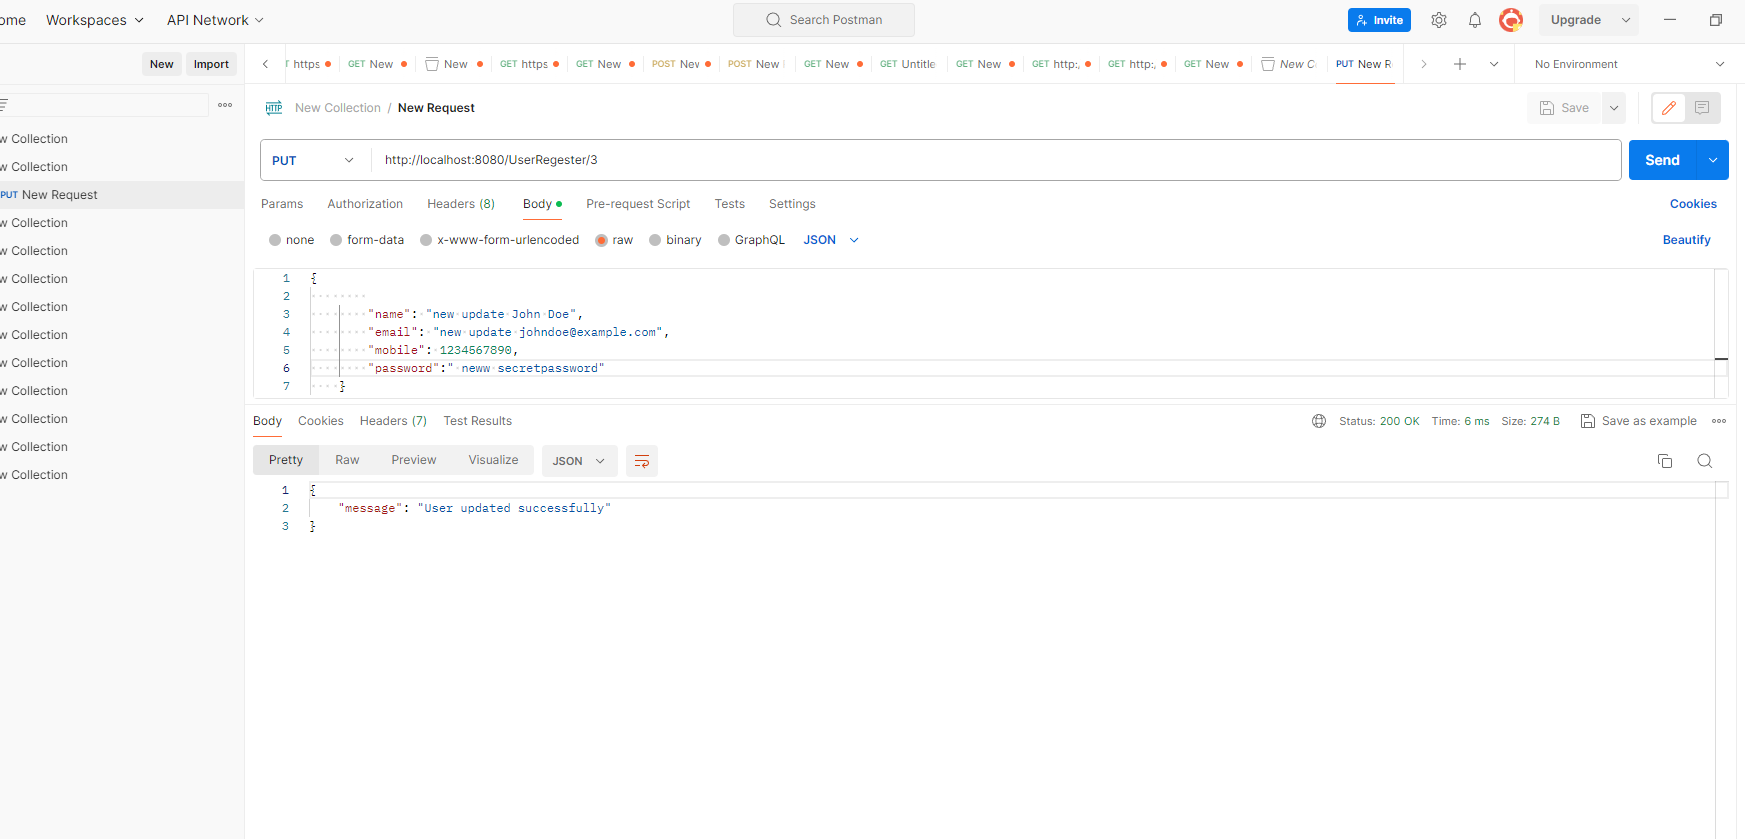 ome Workspaces API Network Search Postman Invite Upgrade
New Import
https GET New New GET https GET New POST Nev POST New GET New GET Untitle GET New GET http:, GET http:, GET New New C PUT New R No Environment
HTTP New Collection / New Request Save
w Collection
w Collection
PUT New Request
w Collection
w Collection
w Collection
w Collection
w Collection
w Collection
w Collection
w Collection
w Collection
w Collection
PUT http://localhost:8080/UserRegester/3 Send
Params Authorization Headers (8) Body Pre-request Script Tests Settings Cookies
none form-data x-www-form-urlencoded raw binary GraphQL JSON Beautify
1 {
2
3 "name": "new update John Doe",
4 "email": "new update johndoe@example.com",
5 "mobile": 1234567890,
6 "password":" neww secretpassword"
7 }
Body Cookies Headers (7) Test Results Status: 200 OK Time: 6 ms Size: 274 B Save as example
Pretty Raw Preview Visualize JSON
1 {
2 "message": "User updated successfully"
3 }